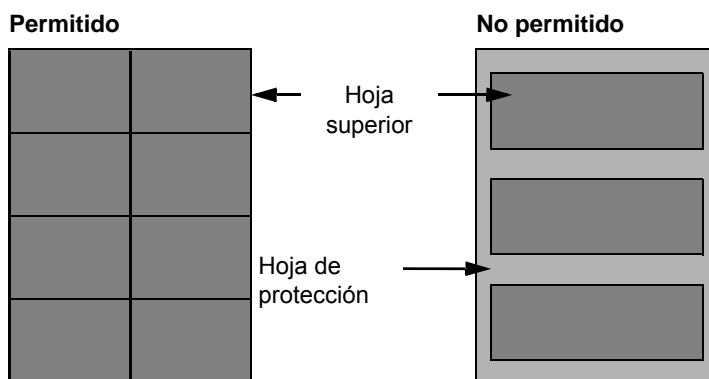 Permitido
No permitido
Hoja
superior
Hoja de
protección